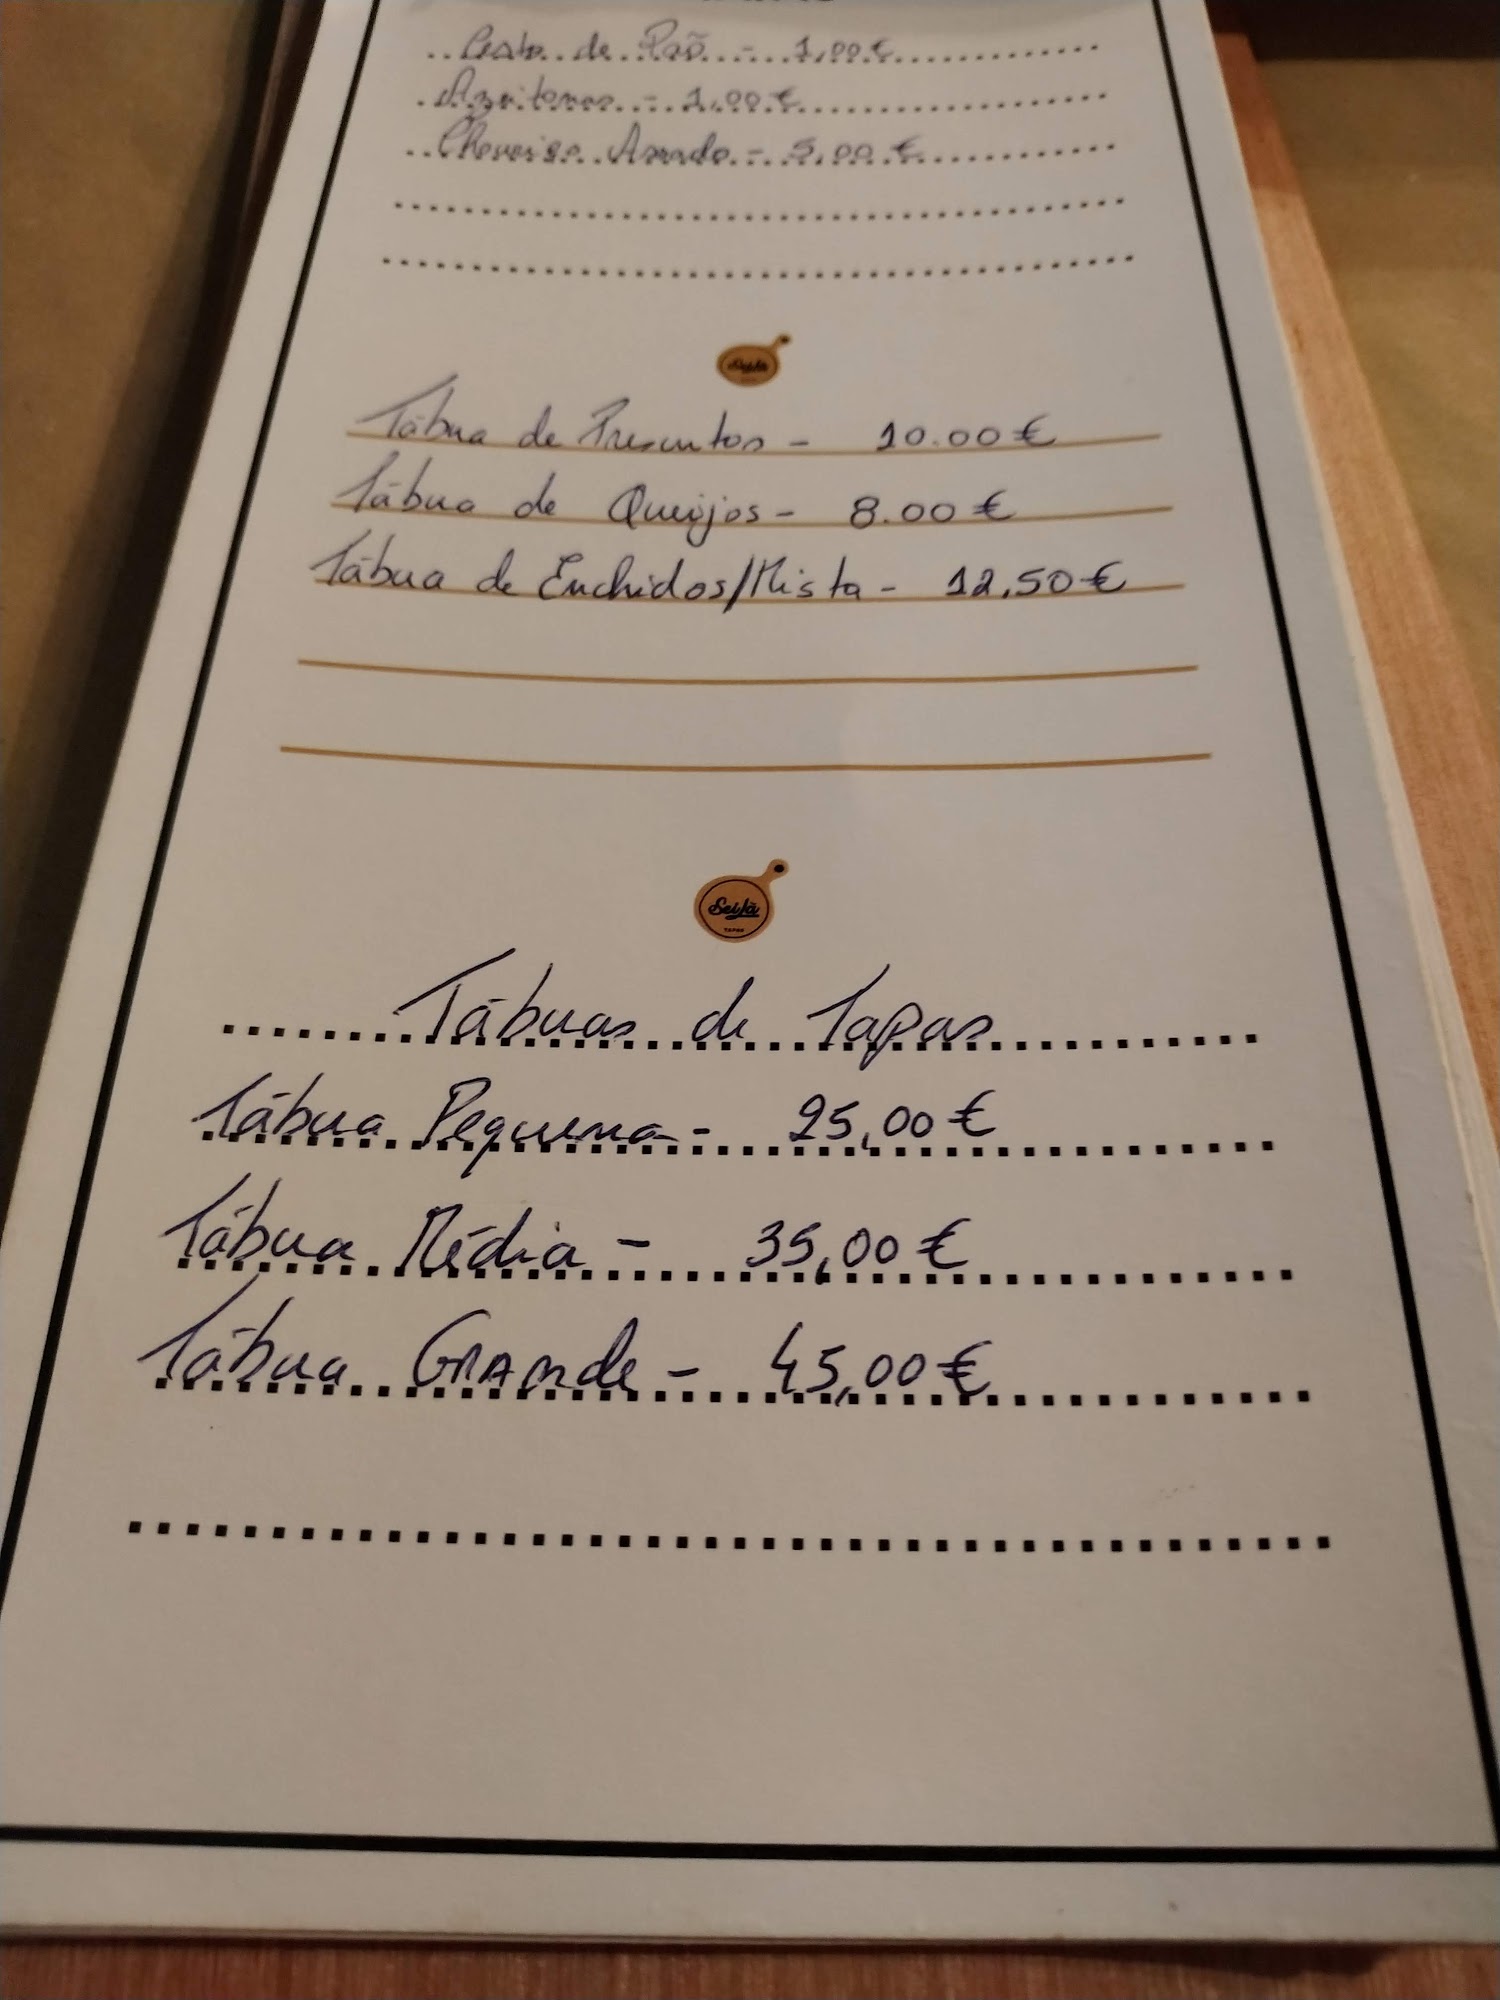 Cesto de Pão - 1,00 €
Azeitonas - 1,00 €
Chouriço Assado - 5,00 €
Tábua de Presuntos - 10.00 €
Tábua de Queijos - 8.00 €
Tábua de Enchidos/Mista - 12,50 €
SeiLá
TAPAS
Tábuas de Tapas
Tábua Pequena - 25,00 €
Tábua Média - 35,00 €
Tábua GRANde - 45,00 €